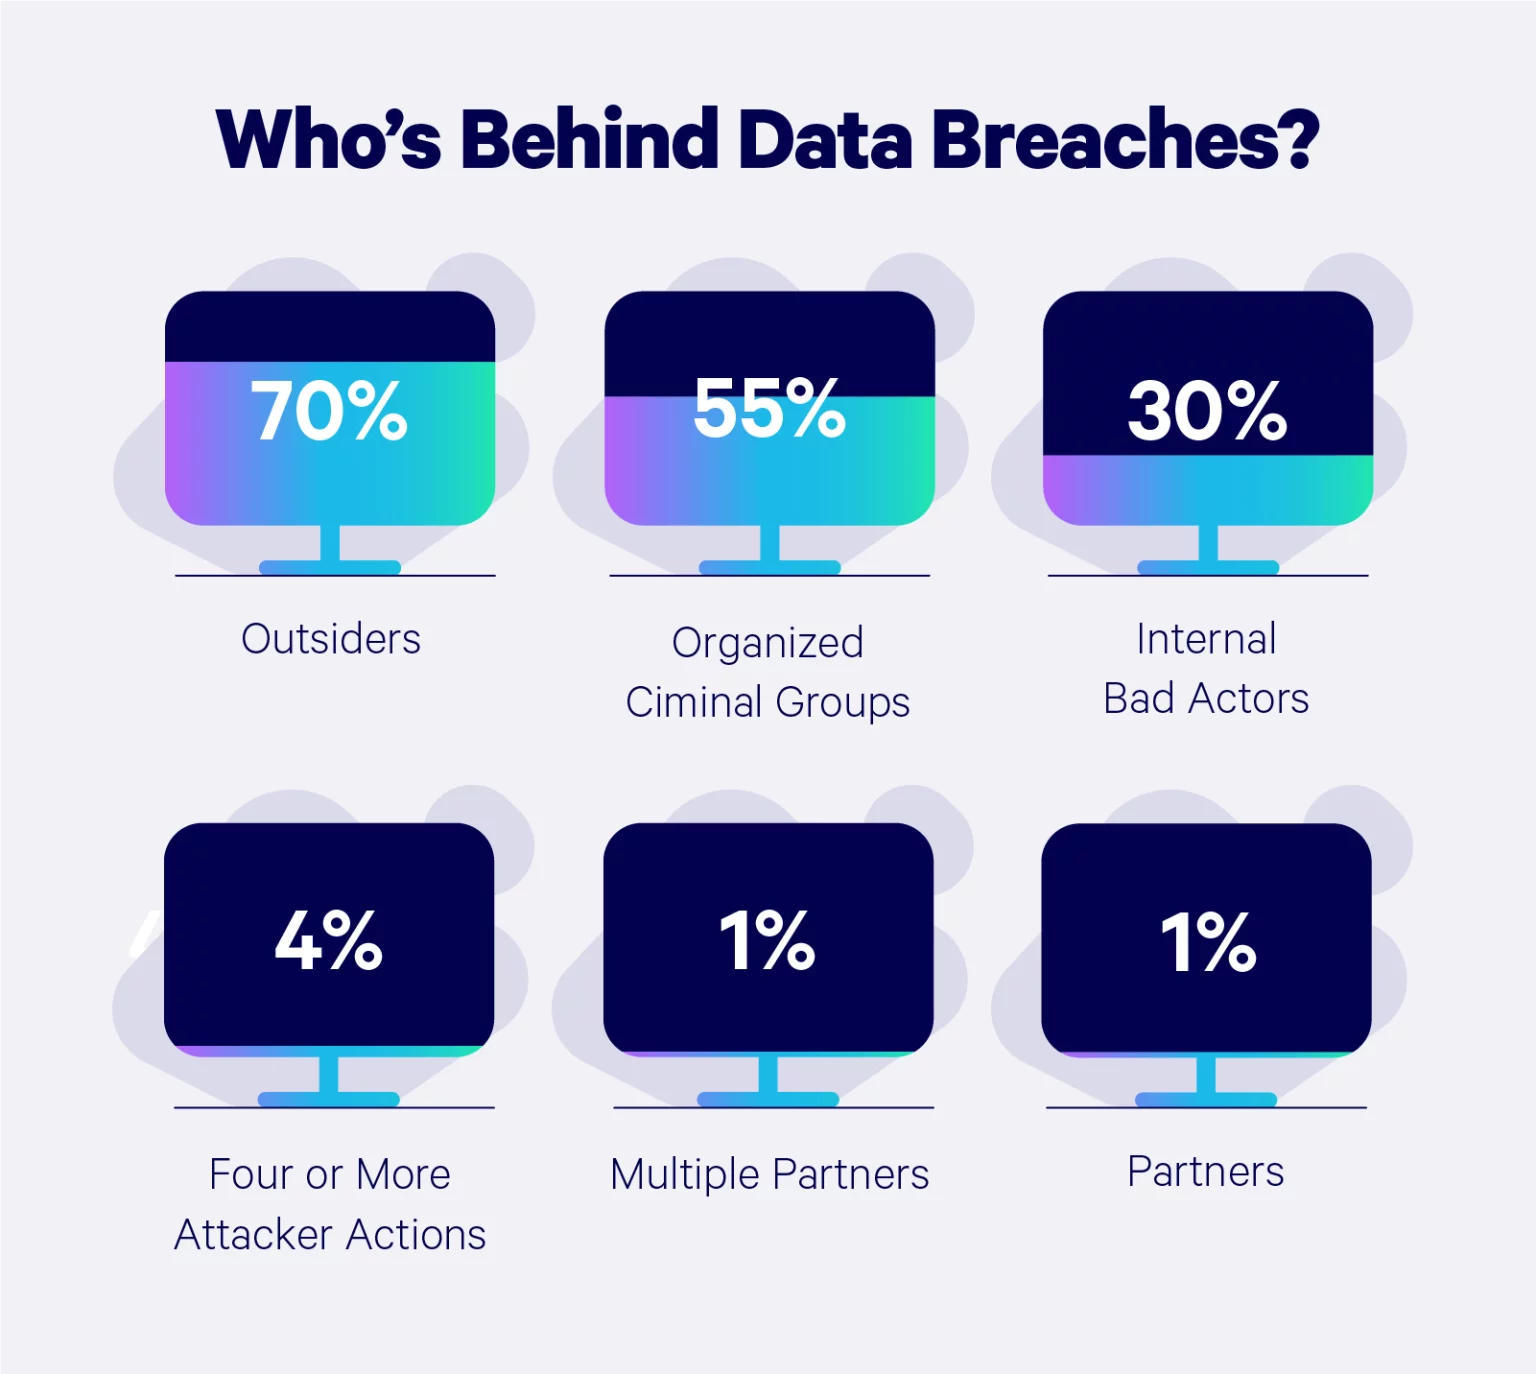 Who’s Behind Data Breaches?
70%
55%
30%
Outsiders
Organized
Ciminal Groups
Internal
Bad Actors
4%
1%
1%
Four or More
Attacker Actions
Multiple Partners
Partners